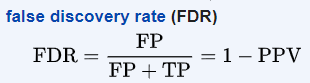 false discovery rate (FDR)
FDR = FP / (FP + TP) = 1 − PPV